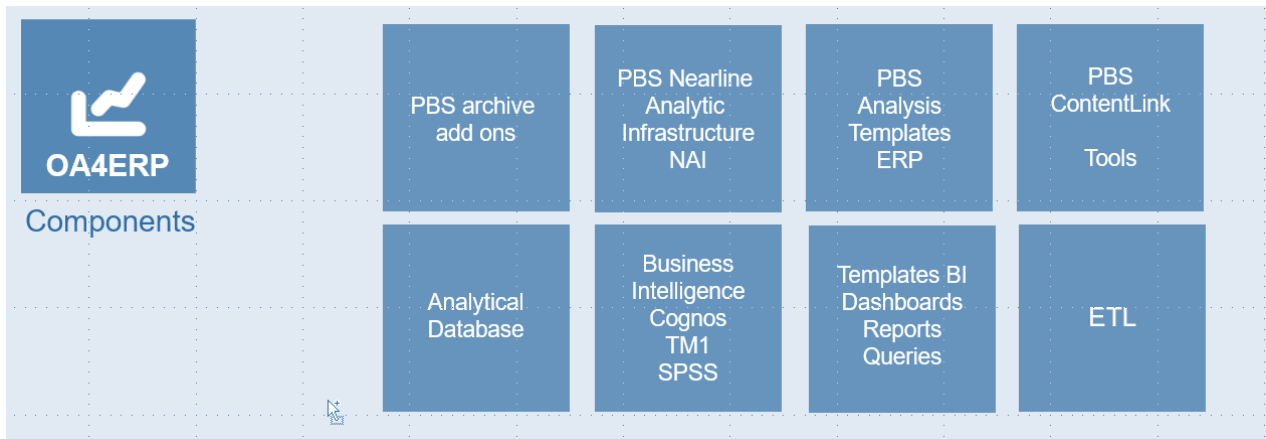 OA4ERP
Components
PBS archive
add ons
PBS Nearline
Analytic
Infrastructure
NAI
PBS
Analysis
Templates
ERP
PBS
ContentLink
Tools
Analytical
Database
Business
Intelligence
Cognos
TM1
SPSS
Templates BI
Dashboards
Reports
Queries
ETL